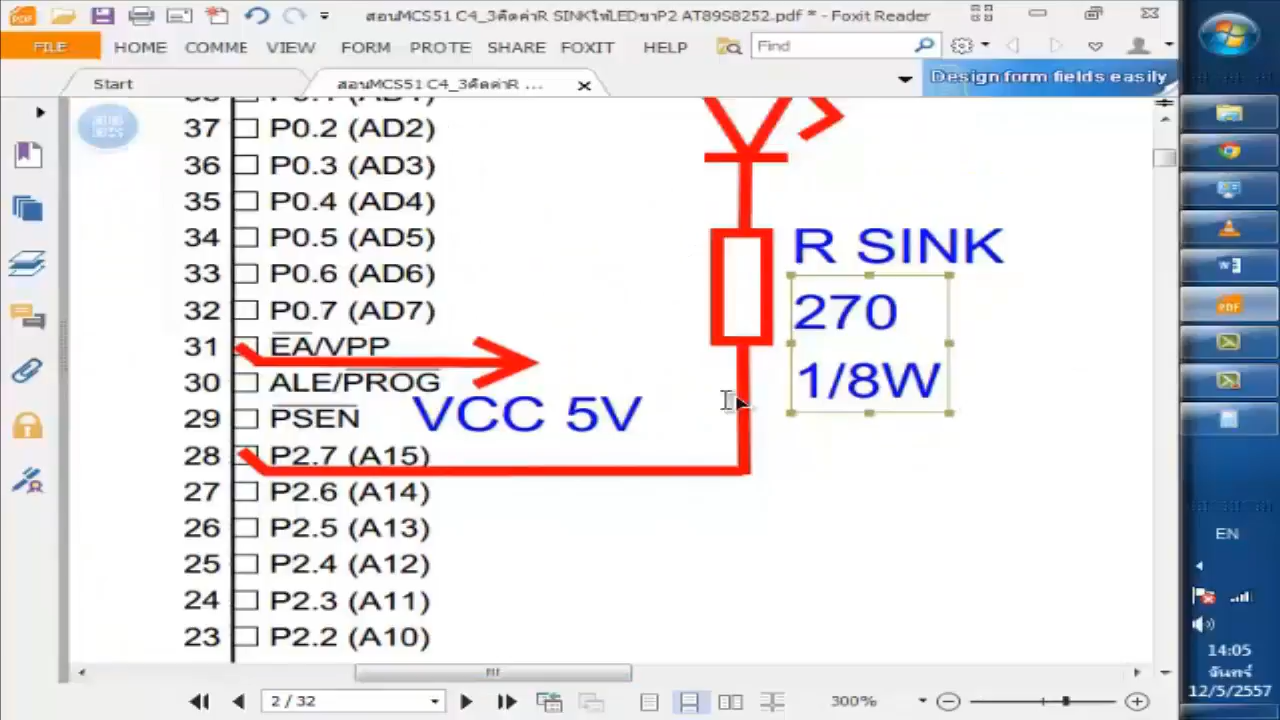 สอนMCS51 C4_3คิดค่าR SINKให้LEDขาP2 AT89S8252.pdf * - Foxit Reader
FILE HOME COMME VIEW FORM PROTE SHARE FOXIT HELP Find
Start สอนMCS51 C4_3คิดค่าR ... Design form fields easily
38 P0.1 (AD1)
37 P0.2 (AD2)
36 P0.3 (AD3)
35 P0.4 (AD4)
34 P0.5 (AD5)
33 P0.6 (AD6)
32 P0.7 (AD7)
31 EA/VPP
30 ALE/PROG
29 PSEN
28 P2.7 (A15)
27 P2.6 (A14)
26 P2.5 (A13)
25 P2.4 (A12)
24 P2.3 (A11)
23 P2.2 (A10)
VCC 5V
R SINK
270
1/8W
2 / 32
300%
EN
14:05
จันทร์
12/5/2557